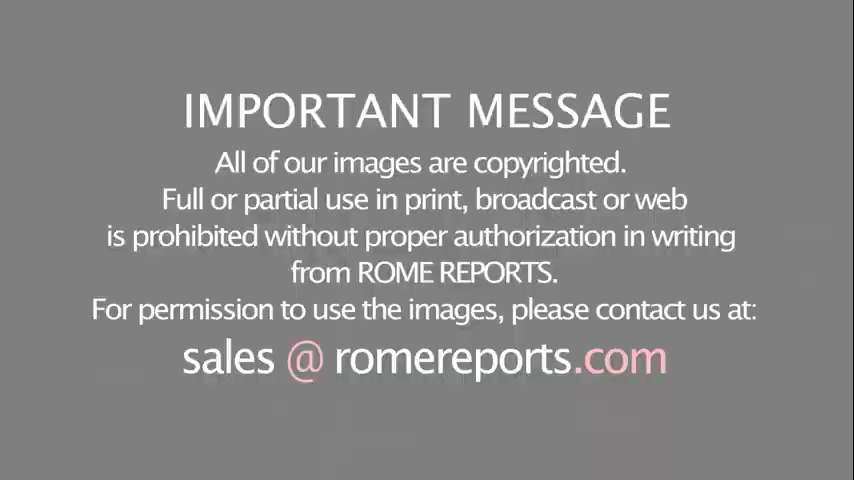 IMPORTANT MESSAGE
All of our images are copyrighted.
Full or partial use in print, broadcast or web
is prohibited without proper authorization in writing
from ROME REPORTS.
For permission to use the images, please contact us at:
sales @ romereports.com